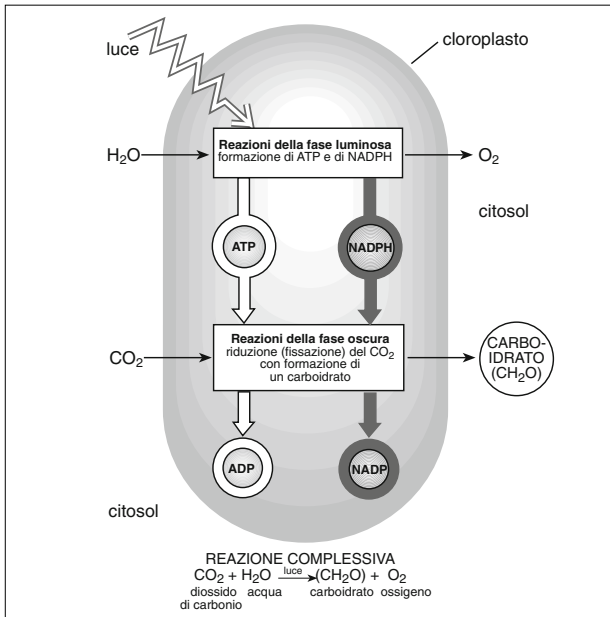 luce
cloroplasto
H₂O
Reazioni della fase luminosa
formazione di ATP e di NADPH
O₂
citosol
ATP
NADPH
CO₂
Reazioni della fase oscura
riduzione (fissazione) del CO₂
con formazione di
un carboidrato
CARBO-
IDRATO
(CH₂O)
ADP
NADP
citosol
REAZIONE COMPLESSIVA
CO₂ + H₂O luce (CH₂O) + O₂
diossido acqua carboidrato ossigeno
di carbonio